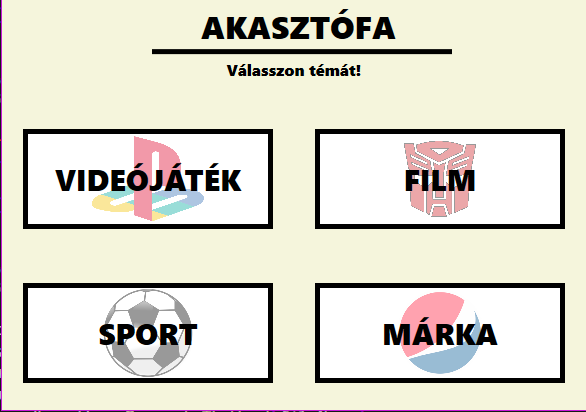 AKASZTÓFA
Válasszon témát!
VIDEÓJÁTÉK
FILM
SPORT
MÁRKA